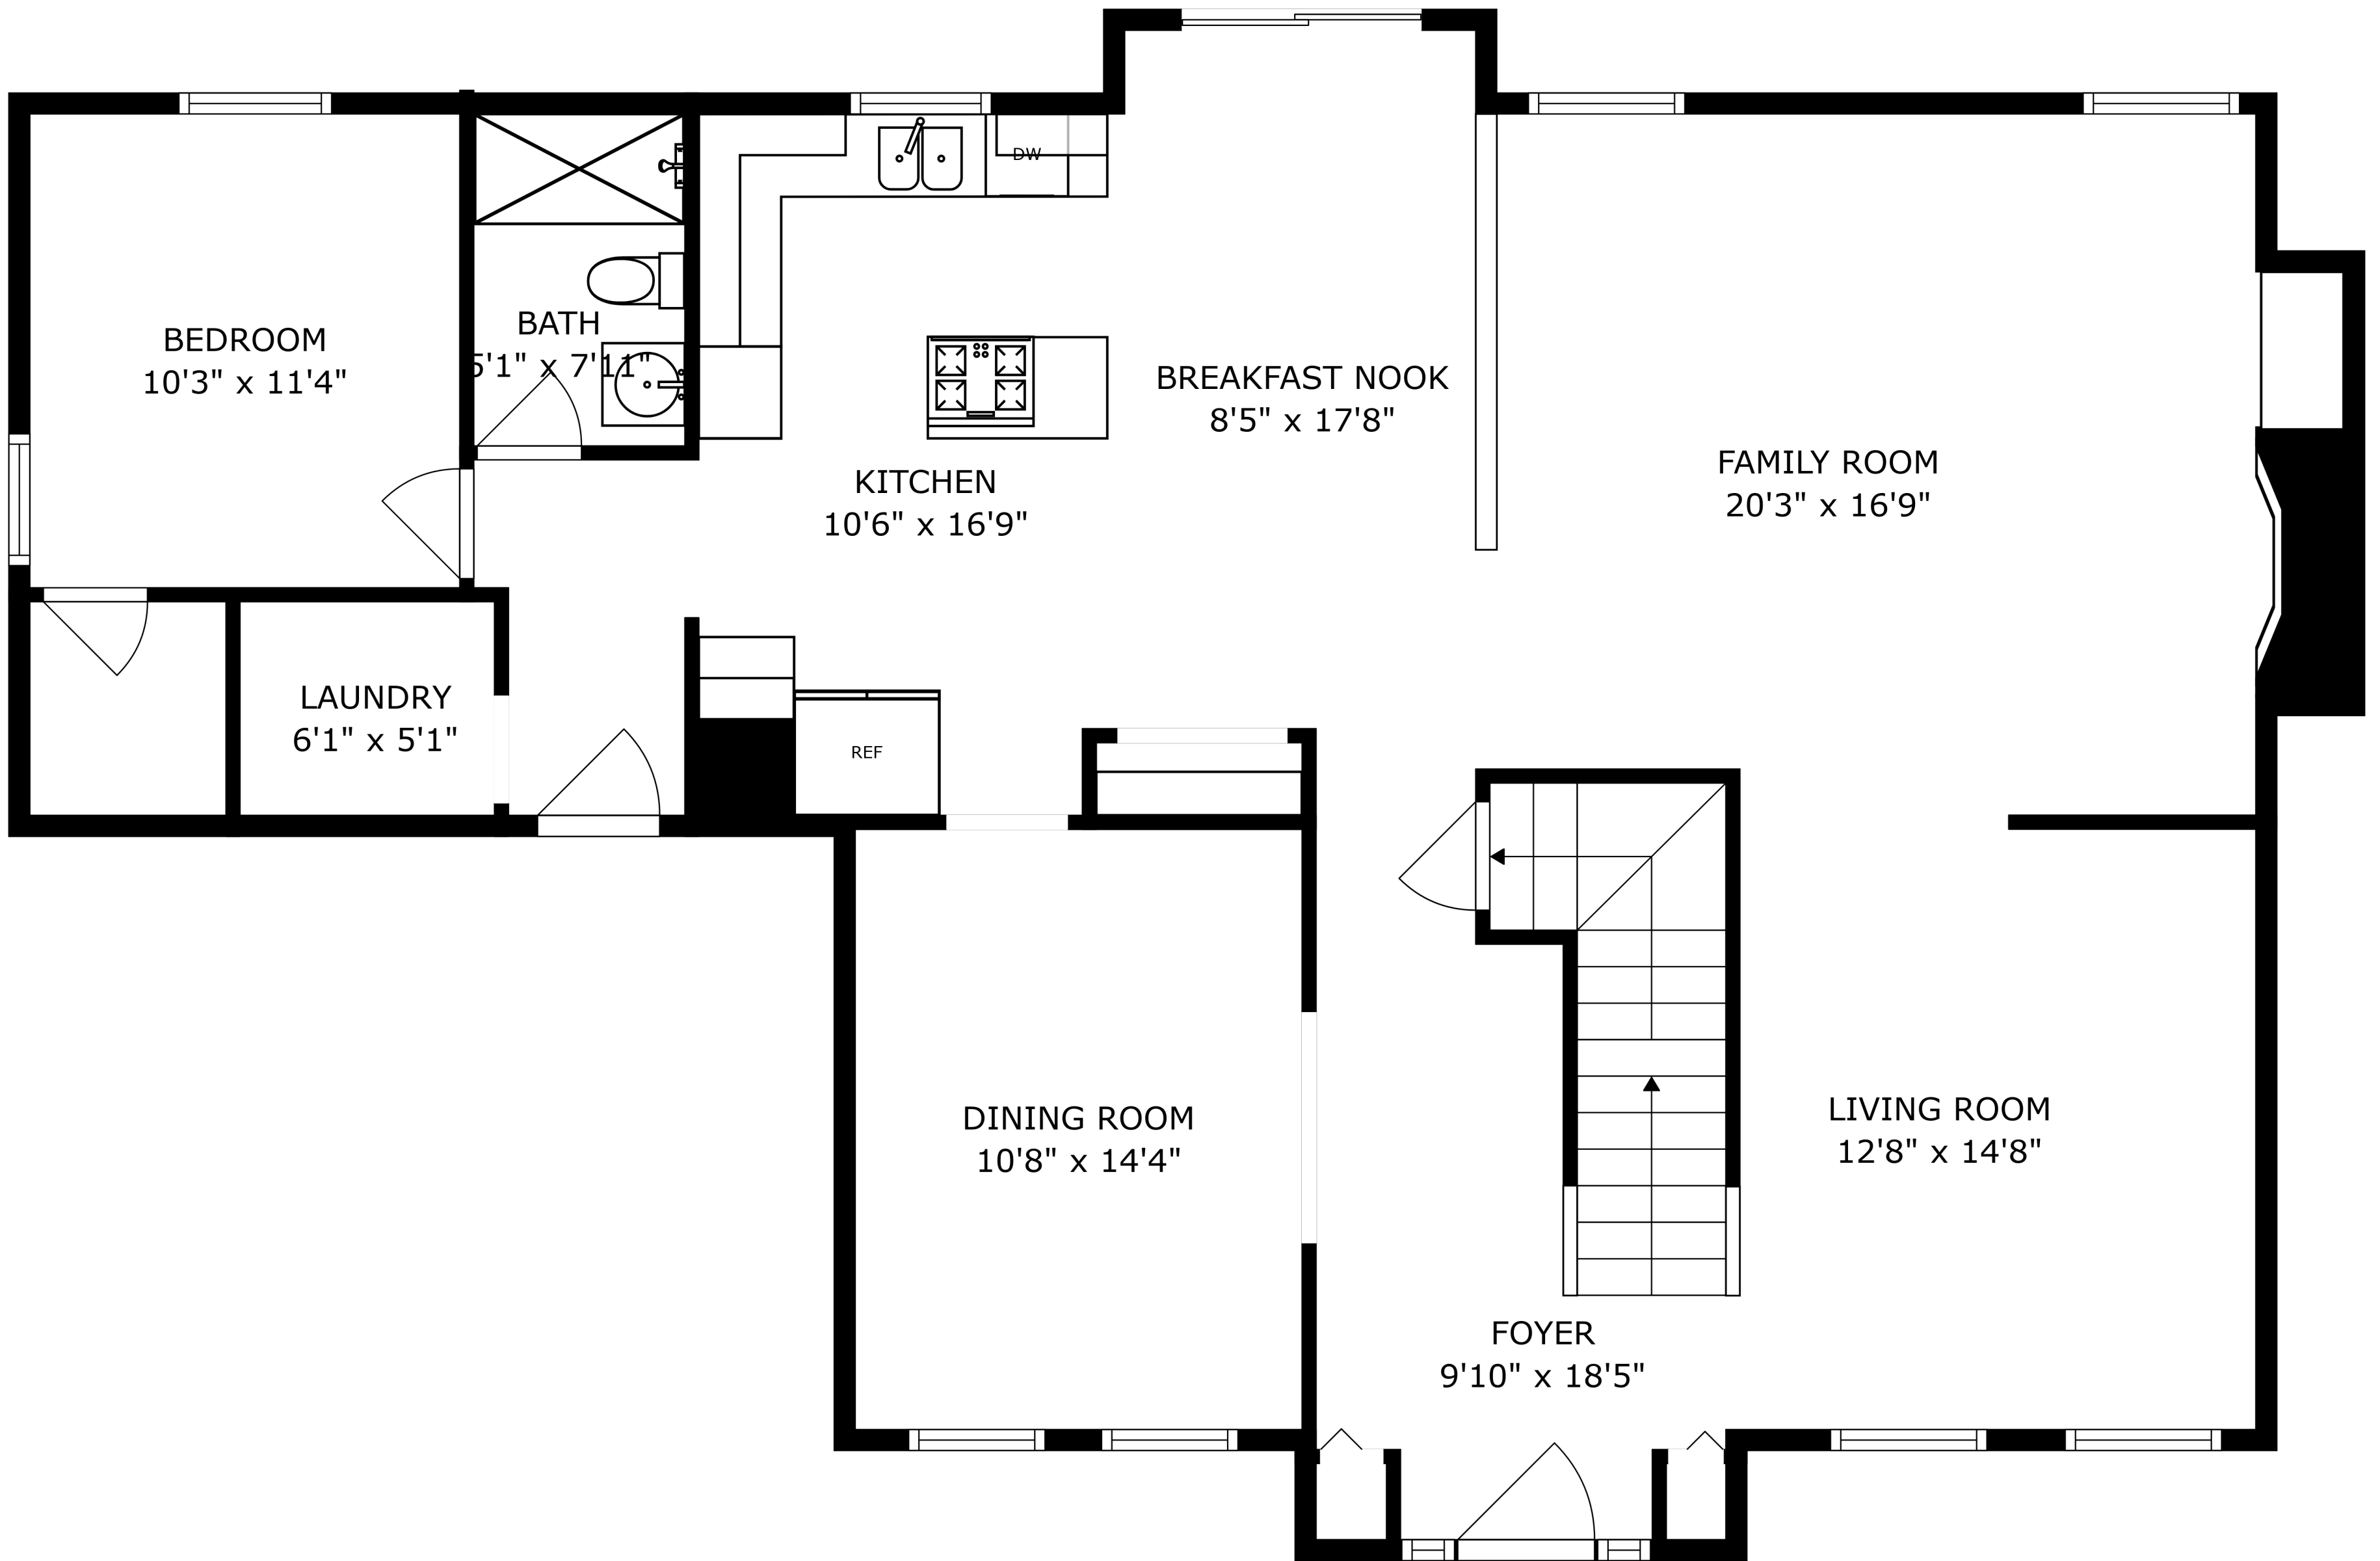 DW
BATH
5'1" x 7'11"
BEDROOM
10'3" x 11'4"
BREAKFAST NOOK
8'5" x 17'8"
KITCHEN
10'6" x 16'9"
FAMILY ROOM
20'3" x 16'9"
LAUNDRY
6'1" x 5'1"
REF
DINING ROOM
10'8" x 14'4"
LIVING ROOM
12'8" x 14'8"
FOYER
9'10" x 18'5"